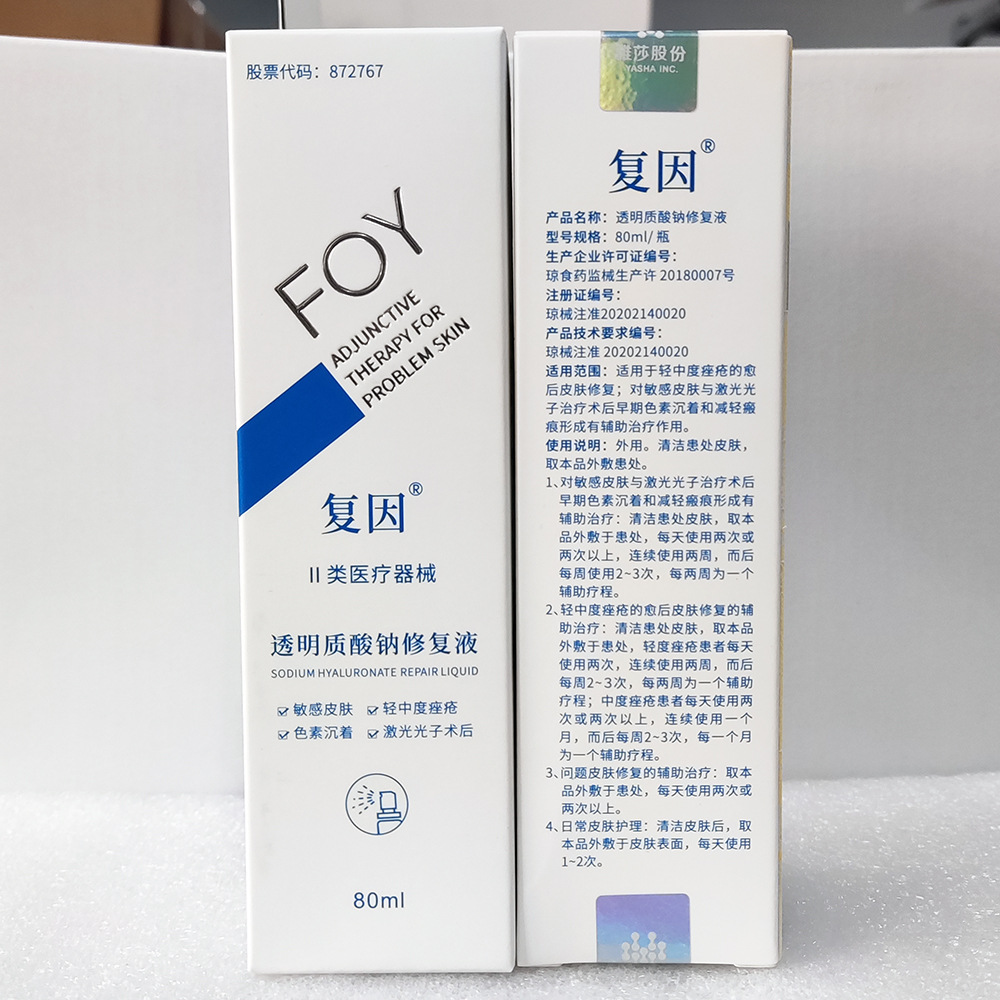 股票代码：872767
FOY
ADJUNCTIVE
THERAPY FOR
PROBLEM SKIN
复因®
II类医疗器械
透明质酸钠修复液
SODIUM HYALURONATE REPAIR LIQUID
敏感皮肤 轻中度痤疮
色素沉着 激光光子术后
80ml
雅莎股份
YASHA INC.
复因®
产品名称：透明质酸钠修复液
型号规格：80ml/瓶
生产企业许可证编号：
琼食药监械生产许20180007号
注册证编号：
琼械注准20202140020
产品技术要求编号：
琼械注准 20202140020
适用范围：适用于轻中度痤疮的愈
后皮肤修复；对敏感皮肤与激光光
子治疗术后早期色素沉着和减轻瘢
痕形成有辅助治疗作用。
使用说明：外用。清洁患处皮肤，
取本品外敷患处。
1、对敏感皮肤与激光光子治疗术后
早期色素沉着和减轻瘢痕形成有
辅助治疗：清洁患处皮肤，取本
品外敷于患处，每天使用两次或
两次以上，连续使用两周，而后
每周使用2~3次，每两周为一个
辅助疗程。
2、轻中度痤疮的愈后皮肤修复的辅
助治疗：清洁患处皮肤，取本品
外敷于患处，轻度痤疮患者每天
使用两次，连续使用两周，而后
每周2~3次，每两周为一个辅助
疗程；中度痤疮患者每天使用两
次或两次以上，连续使用一个
月，而后每周2~3次，每一个月
为一个辅助疗程。
3、问题皮肤修复的辅助治疗：取本
品外敷于患处，每天使用两次或
两次以上。
4、日常皮肤护理：清洁皮肤后，取
本品外敷于皮肤表面，每天使用
1~2次。